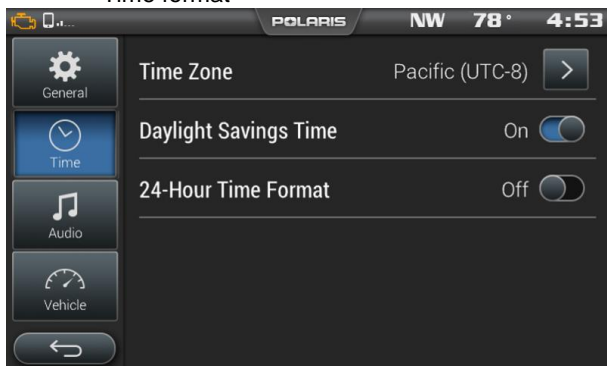 Time format
POLARIS NW 78° 4:53
General
Time Zone Pacific (UTC-8) >
Time
Daylight Savings Time On
24-Hour Time Format Off
Audio
Vehicle